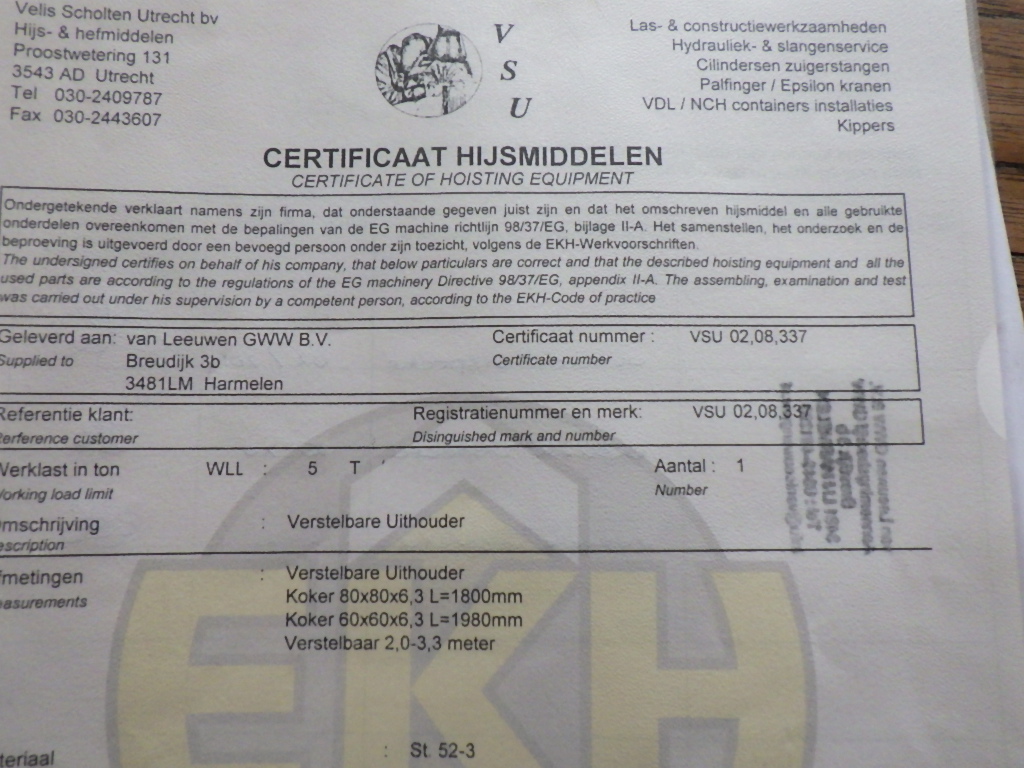 Velis Scholten Utrecht bv
Hijs- & hefmiddelen
Proostwetering 131
3543 AD Utrecht
Tel 030-2409787
Fax 030-2443607
V
S
U
Las- & constructiewerkzaamheden
Hydrauliek- & slangenservice
Cilindersen zuigerstangen
Palfinger / Epsilon kranen
VDL / NCH containers installaties
Kippers
CERTIFICAAT HIJSMIDDELEN
CERTIFICATE OF HOISTING EQUIPMENT
Ondergetekende verklaart namens zijn firma, dat onderstaande gegeven juist zijn en dat het omschreven hijsmiddel en alle gebruikte
onderdelen overeenkomen met de bepalingen van de EG machine richtlijn 98/37/EG, bijlage II-A. Het samenstellen, het onderzoek en de
beproeving is uitgevoerd door een bevoegd persoon onder zijn toezicht, volgens de EKH-Werkvoorschriften.
The undersigned certifies on behalf of his company, that below particulars are correct and that the described hoisting equipment and all the
used parts are according to the regulations of the EG machinery Directive 98/37/EG, appendix II-A. The assembling, examination and test
was carried out under his supervision by a competent person, according to the EKH-Code of practice
Geleverd aan: van Leeuwen GWW B.V. Certificaat nummer : VSU 02,08,337
Supplied to Breudijk 3b Certificate number
3481LM Harmelen
Referentie klant: Registratienummer en merk: VSU 02,08,337
Rerference customer Disinguished mark and number
Werklast in ton WLL : 5 T Aantal : 1
Working load limit Number
Omschrijving : Verstelbare Uithouder
escription
fmetingen : Verstelbare Uithouder
easurements Koker 80x80x6,3 L=1800mm
Koker 60x60x6,3 L=1980mm
Verstelbaar 2,0-3,3 meter
EKH
teriaal : St. 52-3